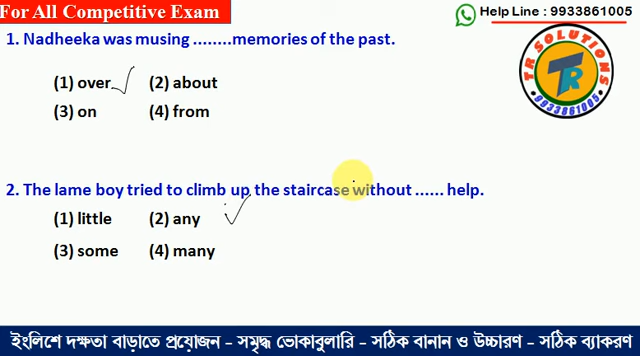 For All Competitive Exam
Help Line : 9933861005
1. Nadheeka was musing ........memories of the past.
(1) over (2) about
(3) on (4) from
TR SOLUTIONS
TR
9933861005
2. The lame boy tried to climb up the staircase without ...... help.
(1) little (2) any
(3) some (4) many
ইংলিশে দক্ষতা বাড়াতে প্রয়োজন - সমৃদ্ধ ভোকাবুলারি - সঠিক বানান ও উচ্চারণ - সঠিক ব্যাকরণ